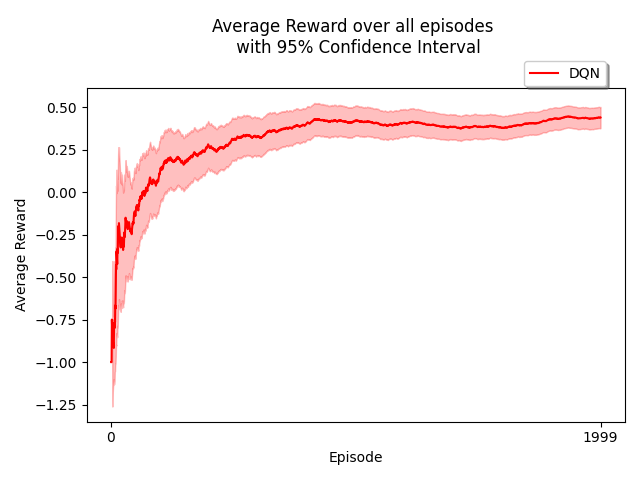 Average Reward over all episodes
with 95% Confidence Interval
DQN
0.50
0.25
0.00
−0.25
−0.50
−0.75
−1.00
−1.25
Average Reward
0
1999
Episode